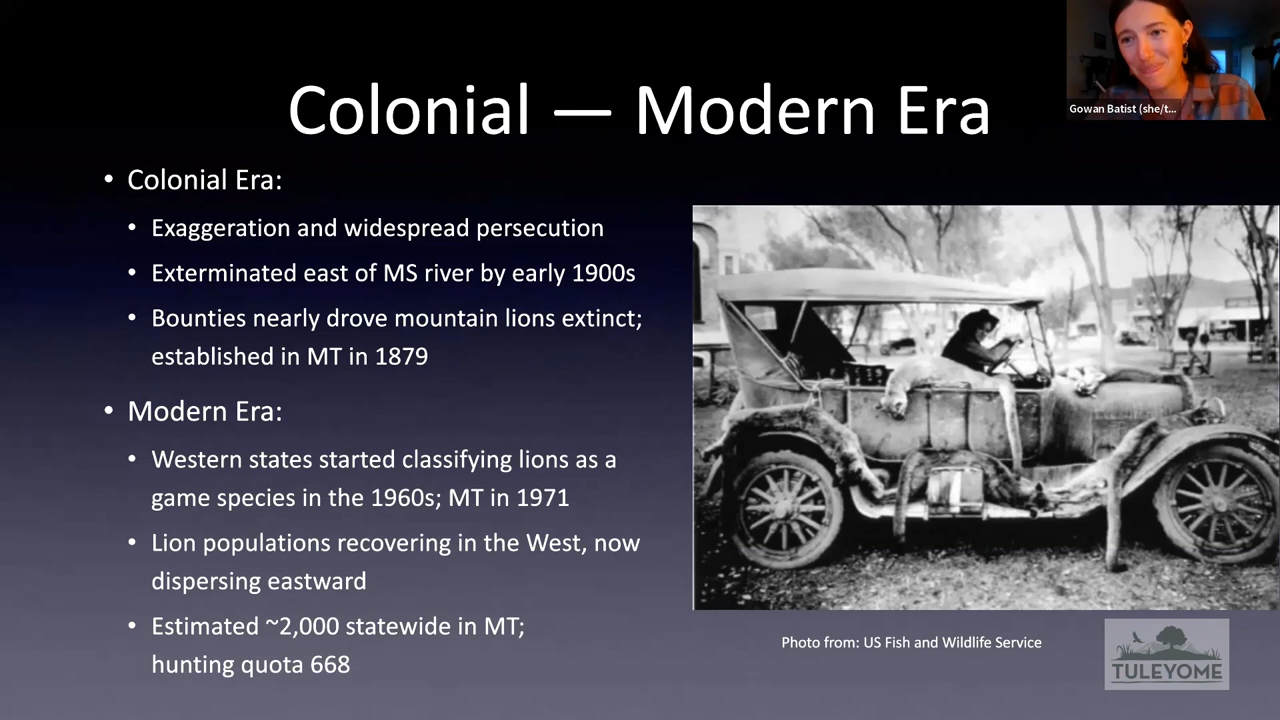 Colonial — Modern Era
Gowan Batist (she/t...
• Colonial Era:
• Exaggeration and widespread persecution
• Exterminated east of MS river by early 1900s
• Bounties nearly drove mountain lions extinct;
established in MT in 1879
• Modern Era:
• Western states started classifying lions as a
game species in the 1960s; MT in 1971
• Lion populations recovering in the West, now
dispersing eastward
• Estimated ~2,000 statewide in MT;
hunting quota 668
Photo from: US Fish and Wildlife Service
TULEYOME